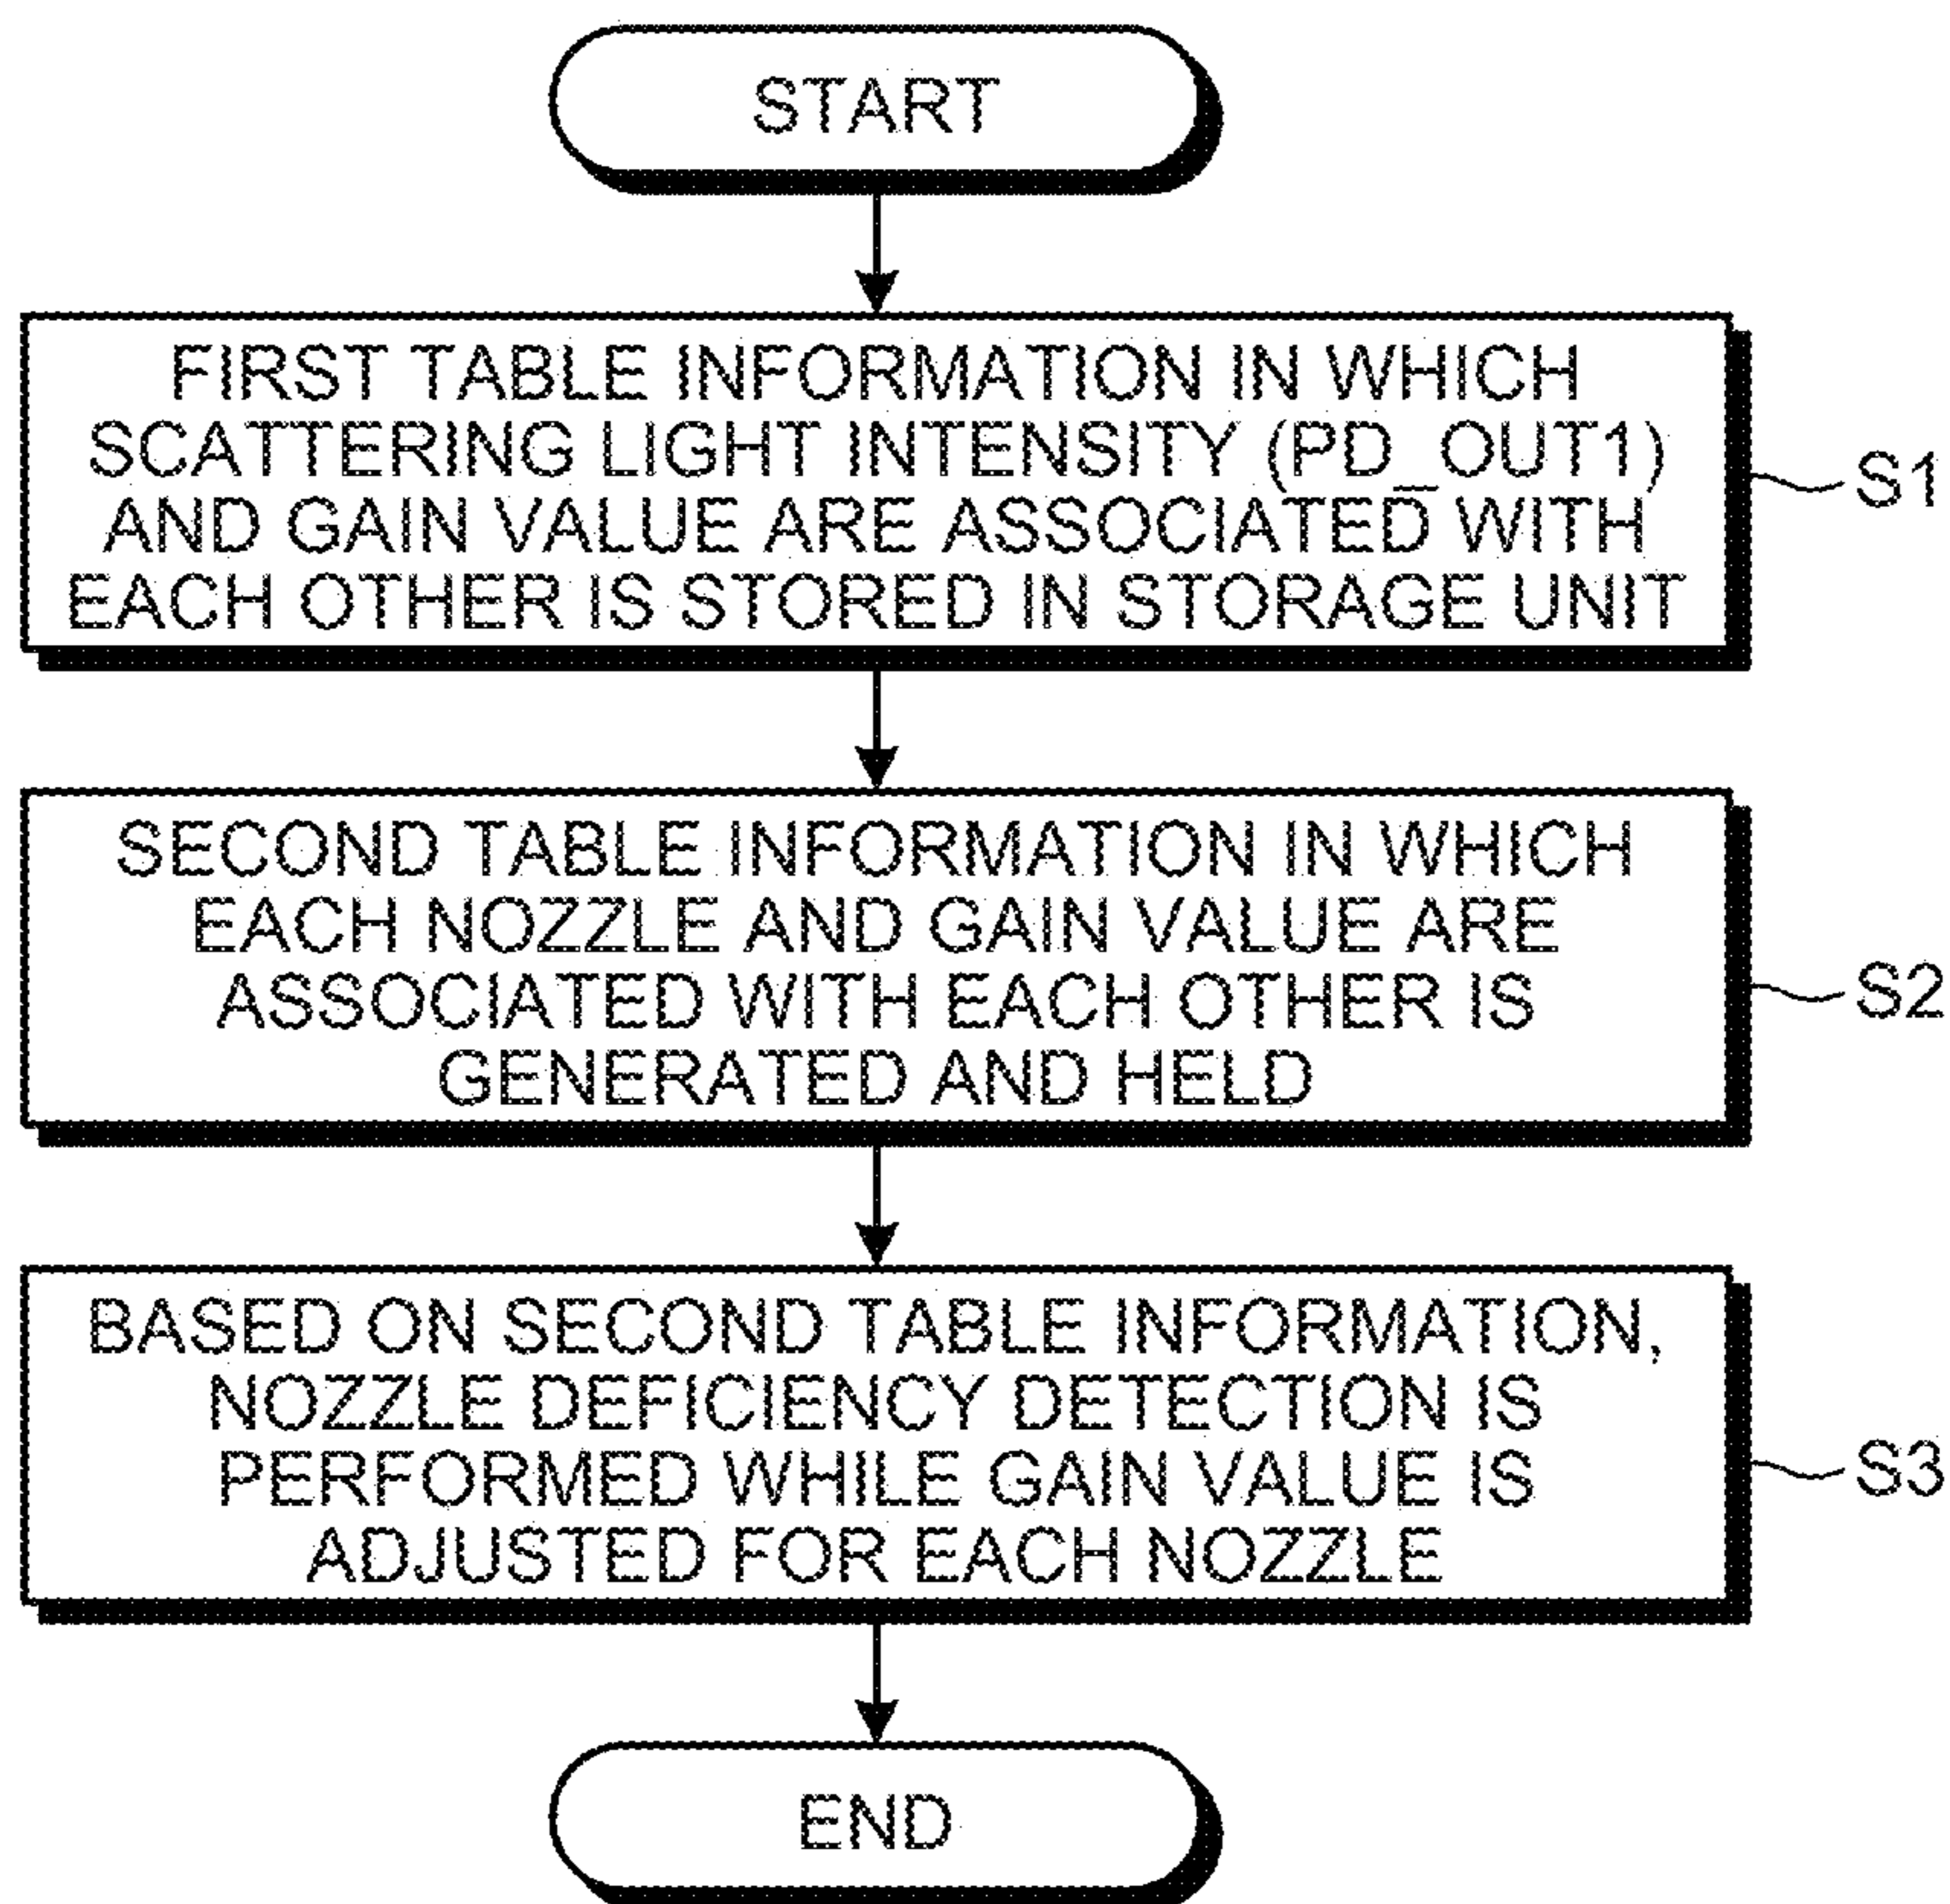 START
FIRST TABLE INFORMATION IN WHICH
SCATTERING LIGHT INTENSITY (PD_OUT1)
AND GAIN VALUE ARE ASSOCIATED WITH
EACH OTHER IS STORED IN STORAGE UNIT
S1
SECOND TABLE INFORMATION IN WHICH
EACH NOZZLE AND GAIN VALUE ARE
ASSOCIATED WITH EACH OTHER IS
GENERATED AND HELD
S2
BASED ON SECOND TABLE INFORMATION,
NOZZLE DEFICIENCY DETECTION IS
PERFORMED WHILE GAIN VALUE IS
ADJUSTED FOR EACH NOZZLE
S3
END